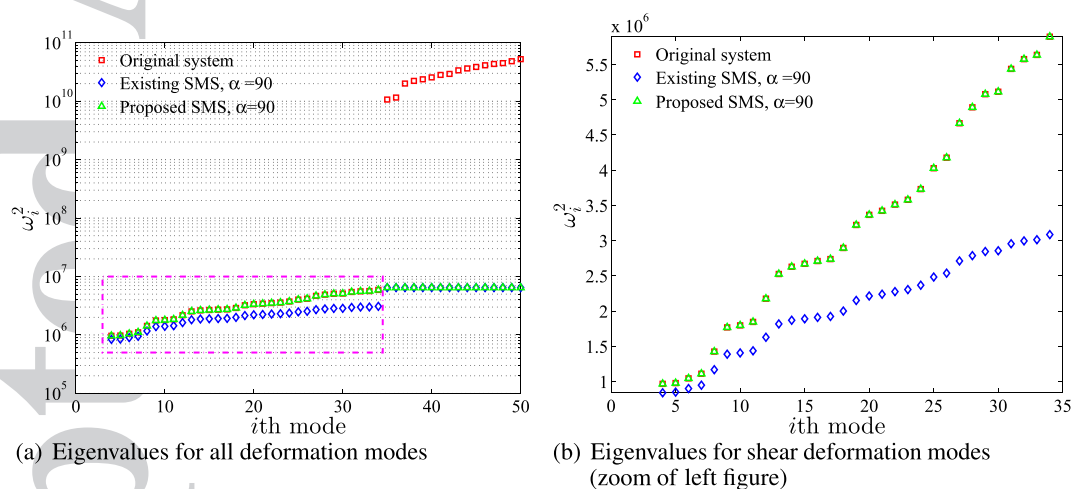 10^11
10^10
10^9
10^8
10^7
10^6
10^5
ω_i^2
Original system
Existing SMS, α =90
Proposed SMS, α=90
0 10 20 30 40 50
ith mode
(a) Eigenvalues for all deformation modes
x 10^6
5.5
5
4.5
4
3.5
3
2.5
2
1.5
1
ω_i^2
Original system
Existing SMS, α=90
Proposed SMS, α=90
0 5 10 15 20 25 30 35
ith mode
(b) Eigenvalues for shear deformation modes
(zoom of left figure)